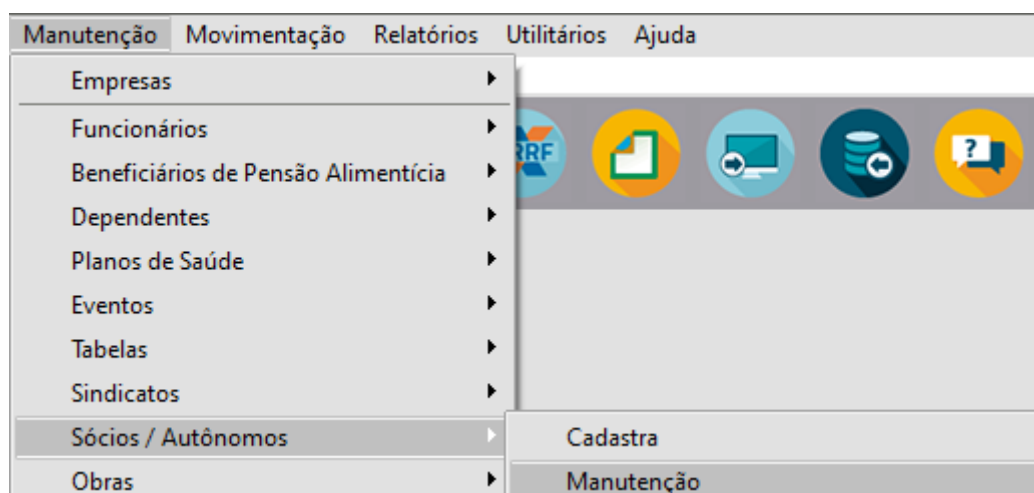 Manutenção Movimentação Relatórios Utilitários Ajuda
Empresas
Funcionários
RRF
Beneficiários de Pensão Alimentícia
?
Dependentes
Planos de Saúde
Eventos
Tabelas
Sindicatos
Sócios / Autônomos
Cadastra
Obras
Manutenção